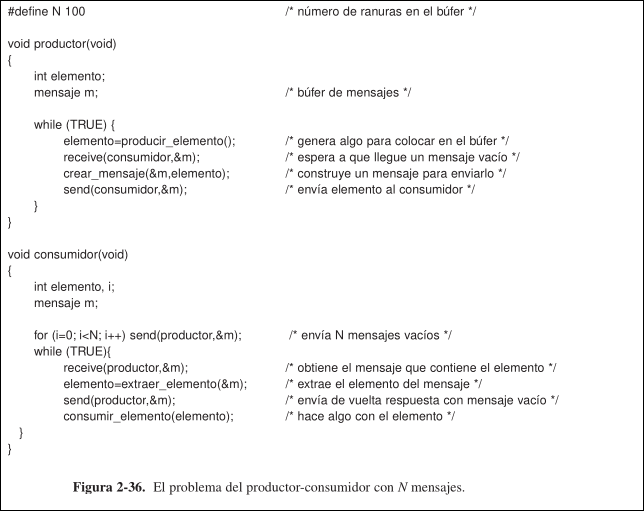 #define N 100 /* número de ranuras en el búfer */
void productor(void)
{
int elemento;
mensaje m; /* búfer de mensajes */
while (TRUE) {
elemento=producir_elemento(); /* genera algo para colocar en el búfer */
receive(consumidor,&m); /* espera a que llegue un mensaje vacío */
crear_mensaje(&m,elemento); /* construye un mensaje para enviarlo */
send(consumidor,&m); /* envía elemento al consumidor */
}
}
void consumidor(void)
{
int elemento, i;
mensaje m;
for (i=0; i<N; i++) send(productor,&m); /* envía N mensajes vacíos */
while (TRUE){
receive(productor,&m); /* obtiene el mensaje que contiene el elemento */
elemento=extraer_elemento(&m); /* extrae el elemento del mensaje */
send(productor,&m); /* envía de vuelta respuesta con mensaje vacío */
consumir_elemento(elemento); /* hace algo con el elemento */
}
}
Figura 2-36. El problema del productor-consumidor con N mensajes.